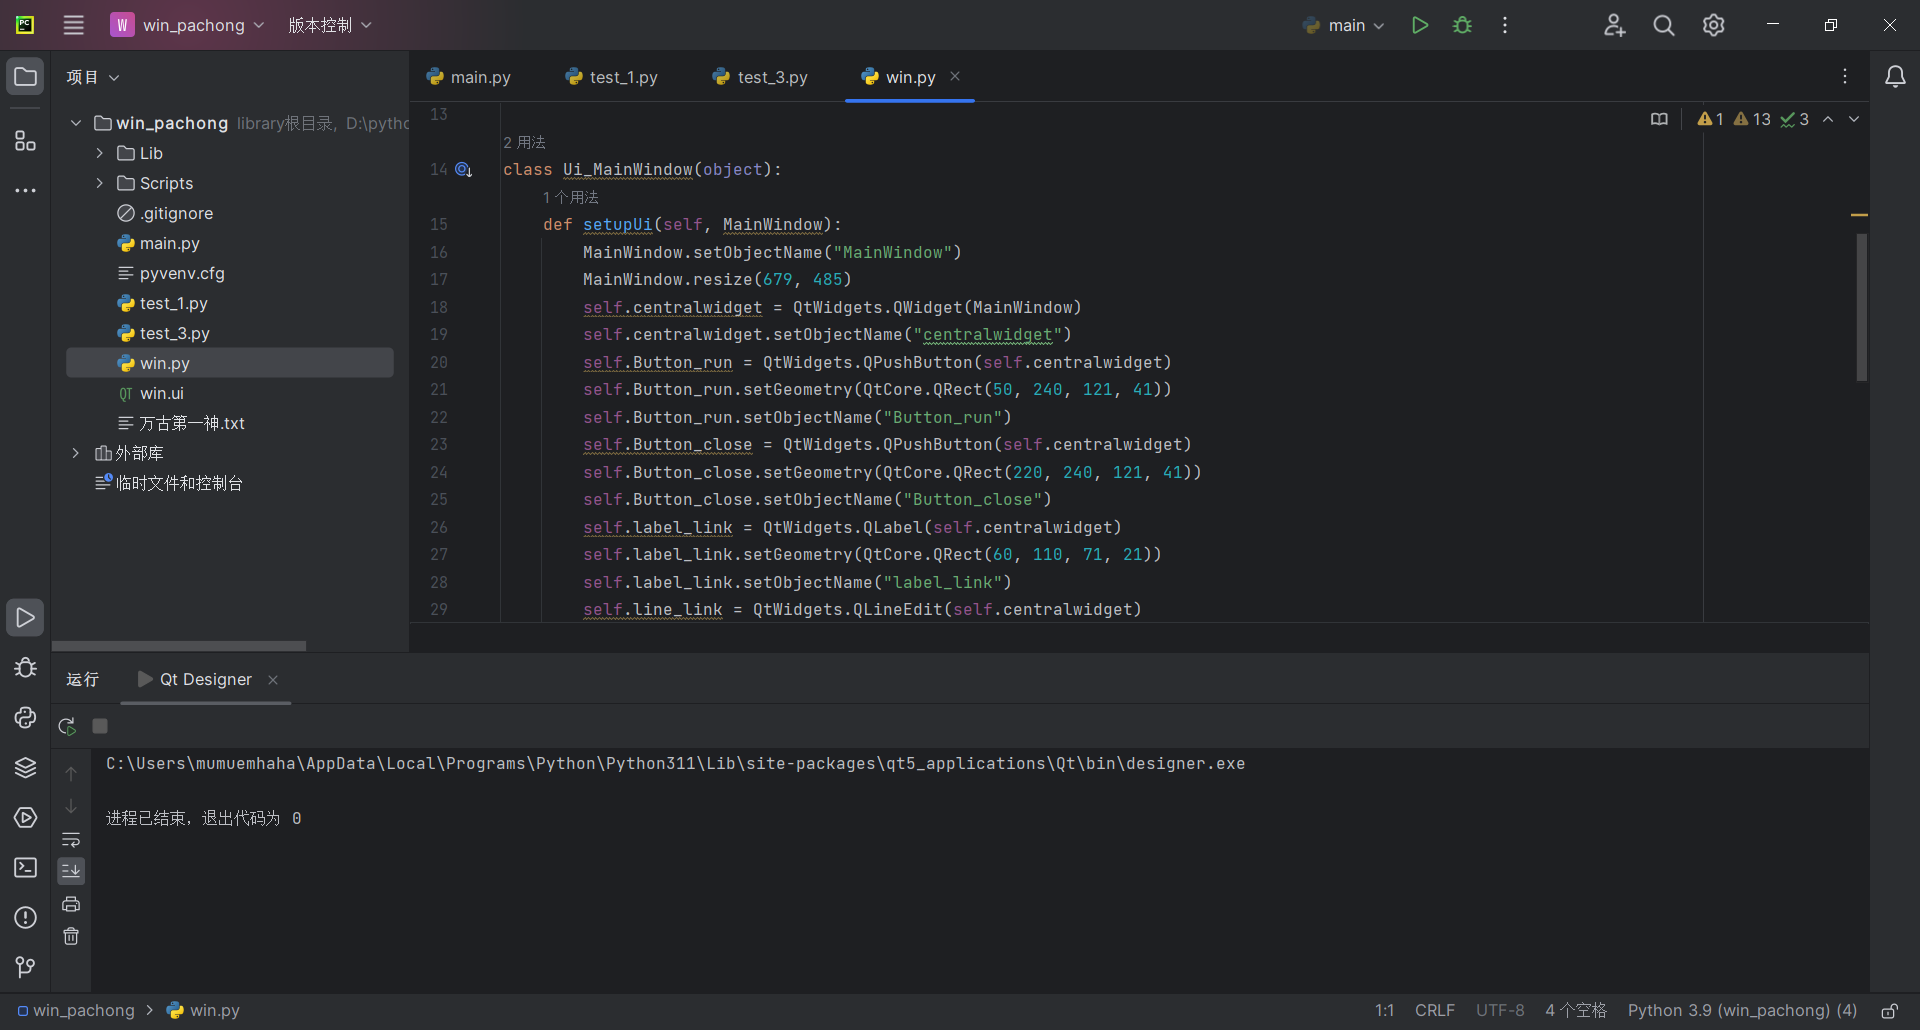 W win_pachong 版本控制 main
项目
main.py test_1.py test_3.py win.py
win_pachong library根目录, D:\pytho
Lib
Scripts
.gitignore
main.py
pyvenv.cfg
test_1.py
test_3.py
win.py
QT win.ui
万古第一神.txt
外部库
临时文件和控制台
1 13 3
13
2 用法
14 class Ui_MainWindow(object):
1 个用法
15 def setupUi(self, MainWindow):
16 MainWindow.setObjectName("MainWindow")
17 MainWindow.resize(679, 485)
18 self.centralwidget = QtWidgets.QWidget(MainWindow)
19 self.centralwidget.setObjectName("centralwidget")
20 self.Button_run = QtWidgets.QPushButton(self.centralwidget)
21 self.Button_run.setGeometry(QtCore.QRect(50, 240, 121, 41))
22 self.Button_run.setObjectName("Button_run")
23 self.Button_close = QtWidgets.QPushButton(self.centralwidget)
24 self.Button_close.setGeometry(QtCore.QRect(220, 240, 121, 41))
25 self.Button_close.setObjectName("Button_close")
26 self.label_link = QtWidgets.QLabel(self.centralwidget)
27 self.label_link.setGeometry(QtCore.QRect(60, 110, 71, 21))
28 self.label_link.setObjectName("label_link")
29 self.line_link = QtWidgets.QLineEdit(self.centralwidget)
运行 Qt Designer
C:\Users\mumuemhaha\AppData\Local\Programs\Python\Python311\Lib\site-packages\qt5_applications\Qt\bin\designer.exe
进程已结束，退出代码为 0
win_pachong win.py 1:1 CRLF UTF-8 4 个空格 Python 3.9 (win_pachong) (4)